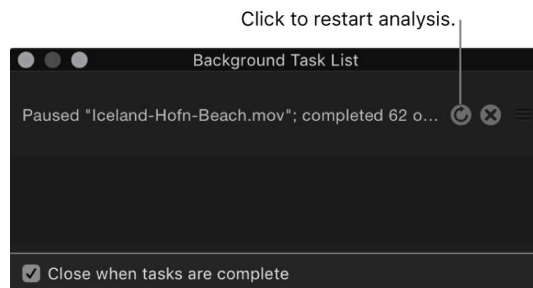 Click to restart analysis.
Background Task List
Paused "Iceland-Hofn-Beach.mov"; completed 62 o...
Close when tasks are complete